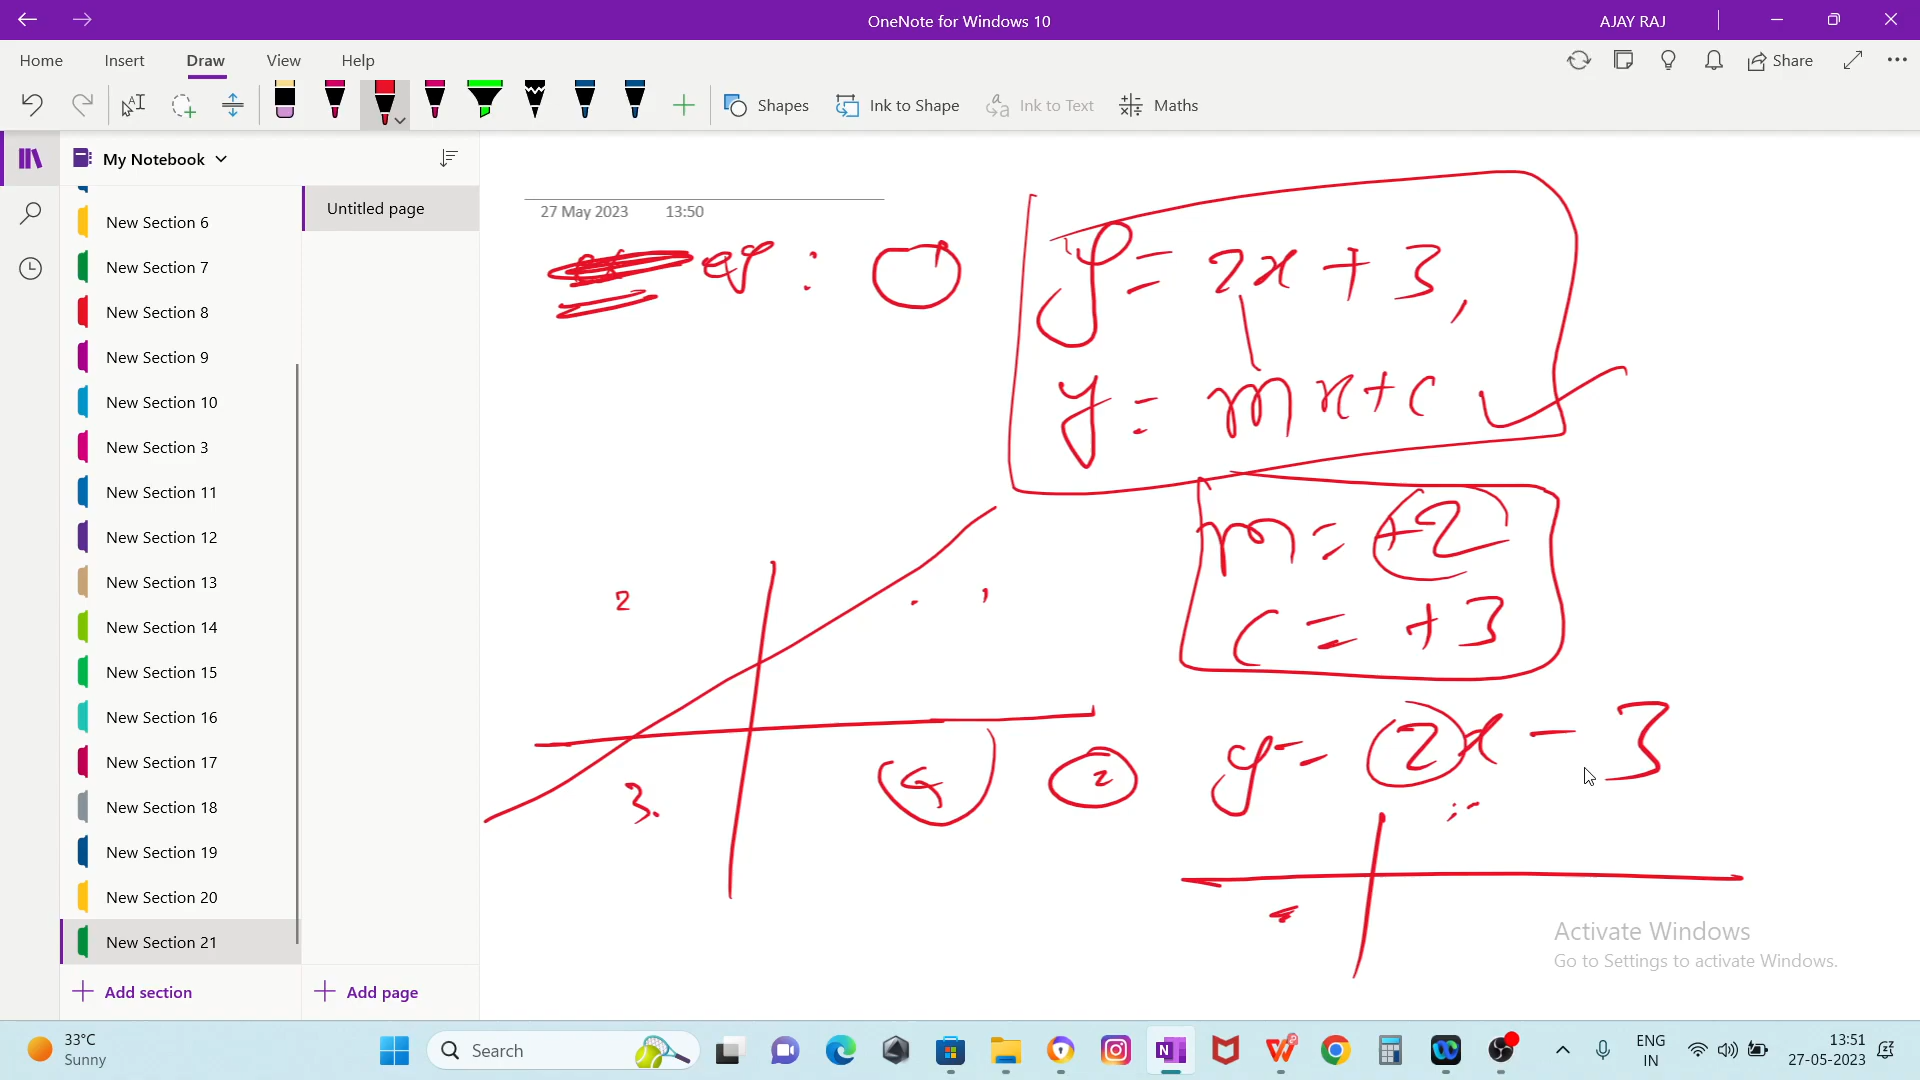 OneNote for Windows 10
AJAY RAJ
Home Insert Draw View Help
Share
Shapes Ink to Shape Ink to Text Maths
My Notebook
New Section 6
New Section 7
New Section 8
New Section 9
New Section 10
New Section 3
New Section 11
New Section 12
New Section 13
New Section 14
New Section 15
New Section 16
New Section 17
New Section 18
New Section 19
New Section 20
New Section 21
Add section
Untitled page
Add page
27 May 2023 13:50
: 1 y = 2x + 3,
y = mx + c
m = +2
c = +3
2 1
3. 4
2 y = 2x - 3
Activate Windows
Go to Settings to activate Windows.
33°C
Sunny
Search
ENG
IN
13:51
27-05-2023